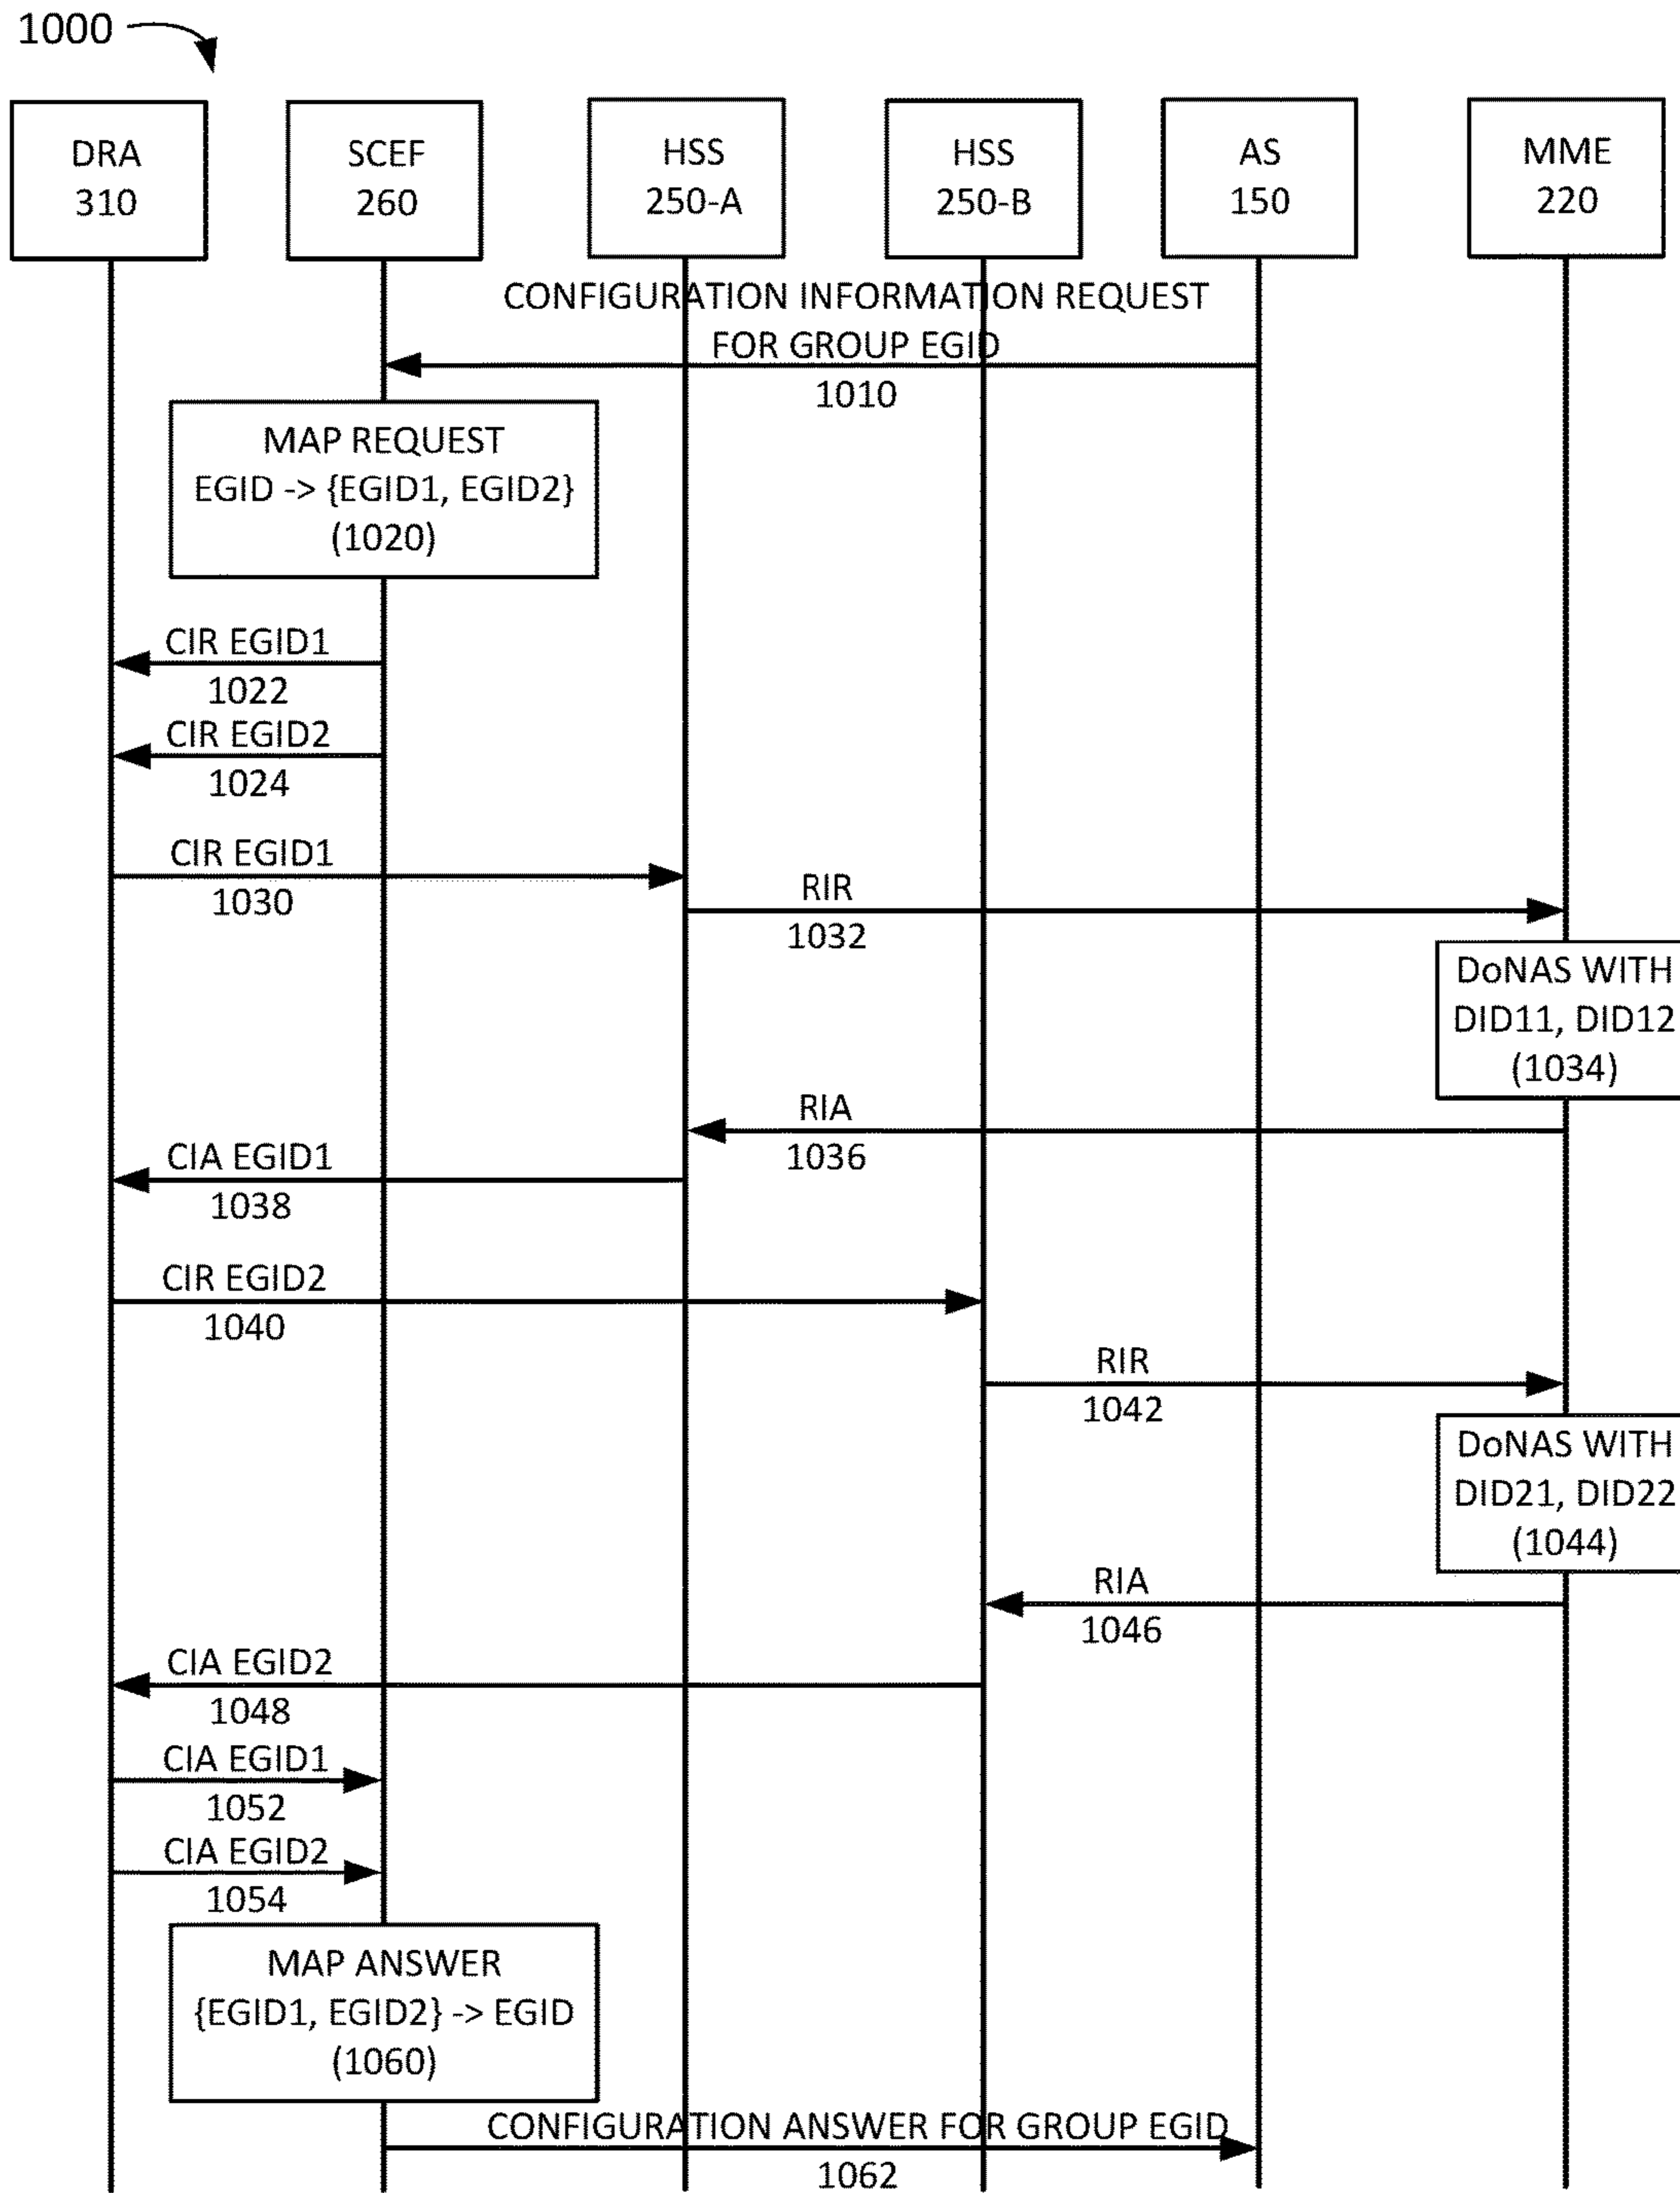 1000
DRA
310
SCEF
260
HSS
250-A
HSS
250-B
AS
150
MME
220
CONFIGURATION INFORMATION REQUEST
FOR GROUP EGID
1010
MAP REQUEST
EGID -> {EGID1, EGID2}
(1020)
CIR EGID1
1022
CIR EGID2
1024
CIR EGID1
1030
RIR
1032
DoNAS WITH
DID11, DID12
(1034)
RIA
1036
CIA EGID1
1038
CIR EGID2
1040
RIR
1042
DoNAS WITH
DID21, DID22
(1044)
RIA
1046
CIA EGID2
1048
CIA EGID1
1052
CIA EGID2
1054
MAP ANSWER
{EGID1, EGID2} -> EGID
(1060)
CONFIGURATION ANSWER FOR GROUP EGID
1062